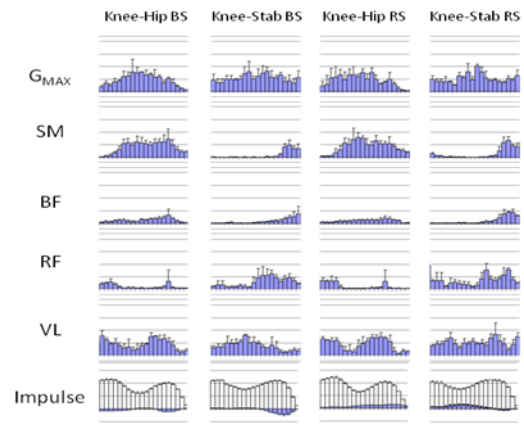 Knee-Hip BS Knee-Stab BS Knee-Hip RS Knee-Stab RS
GMAX
SM
BF
RF
VL
Impulse